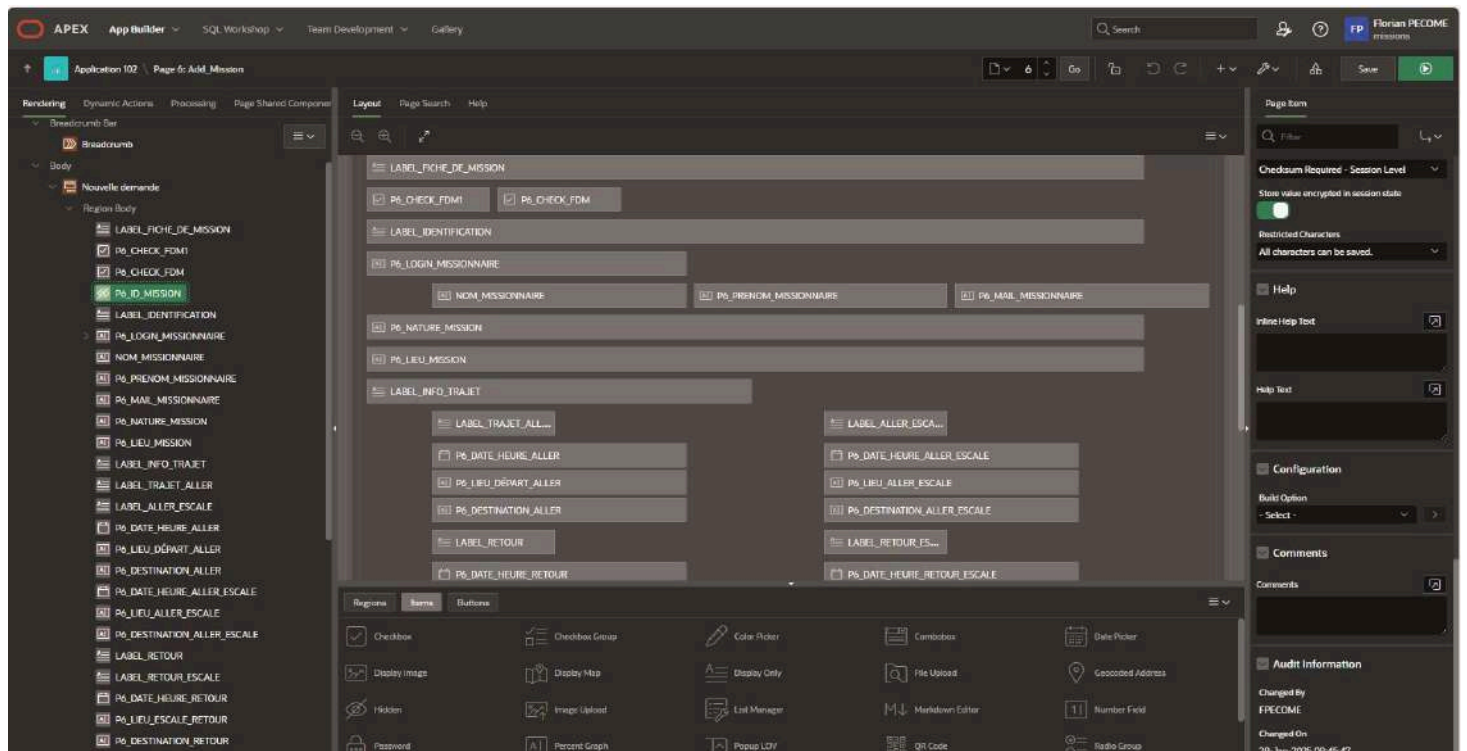 APEX App Builder SQL Workshop Team Development Gallery Search FP Florian PECOME
missions
Application 102 \ Page 6: Add_Mission 6 Go Save
Rendering Dynamic Actions Processing Page Shared Componen Layout Page Search Help Page Item
Breadcrumb Bar
Breadcrumb
Body
Nouvelle demande
Region Body
LABEL_FICHE_DE_MISSION
P6_CHECK_FDM1
P6_CHECK_FDM
P6_ID_MISSION
LABEL_IDENTIFICATION
P6_LOGIN_MISSIONNAIRE
NOM_MISSIONNAIRE
P6_PRENOM_MISSIONNAIRE
P6_MAIL_MISSIONNAIRE
P6_NATURE_MISSION
P6_LIEU_MISSION
LABEL_INFO_TRAJET
LABEL_TRAJET_ALLER
LABEL_ALLER_ESCALE
P6_DATE_HEURE_ALLER
P6_LIEU_DÉPART_ALLER
P6_DESTINATION_ALLER
P6_DATE_HEURE_ALLER_ESCALE
P6_LIEU_ALLER_ESCALE
P6_DESTINATION_ALLER_ESCALE
LABEL_RETOUR
LABEL_RETOUR_ESCALE
P6_DATE_HEURE_RETOUR
P6_LIEU_ESCALE_RETOUR
P6_DESTINATION_RETOUR
LABEL_FICHE_DE_MISSION
P6_CHECK_FDM1 P6_CHECK_FDM
LABEL_IDENTIFICATION
P6_LOGIN_MISSIONNAIRE
NOM_MISSIONNAIRE P6_PRENOM_MISSIONNAIRE P6_MAIL_MISSIONNAIRE
P6_NATURE_MISSION
P6_LIEU_MISSION
LABEL_INFO_TRAJET
LABEL_TRAJET_ALL... LABEL_ALLER_ESCA...
P6_DATE_HEURE_ALLER P6_DATE_HEURE_ALLER_ESCALE
P6_LIEU_DÉPART_ALLER P6_LIEU_ALLER_ESCALE
P6_DESTINATION_ALLER P6_DESTINATION_ALLER_ESCALE
LABEL_RETOUR LABEL_RETOUR_ES...
P6_DATE_HEURE_RETOUR P6_DATE_HEURE_RETOUR_ESCALE
Regions Items Buttons
Checkbox Checkbox Group Color Picker Combobox Date Picker
Display Image Display Map Display Only File Upload Geocoded Address
Hidden Image Upload List Manager Markdown Editor Number Field
Password Percent Graph Popup LOV QR Code Radio Group
Filter
Checksum Required - Session Level
Store value encrypted in session state
Restricted Characters
All characters can be saved.
Help
Inline Help Text
Help Text
Configuration
Build Option
- Select -
Comments
Comments
Audit Information
Changed By
FPECOME
Changed On